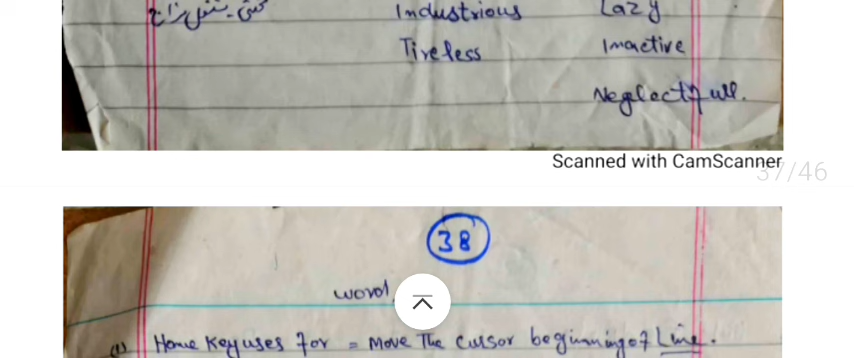 Industrious Lazy
Tireless Inactive
Neglectfull.
Scanned with CamScanner
37/46
38
word
(1) Home Key uses for = Move The Cursor beginning of Line.